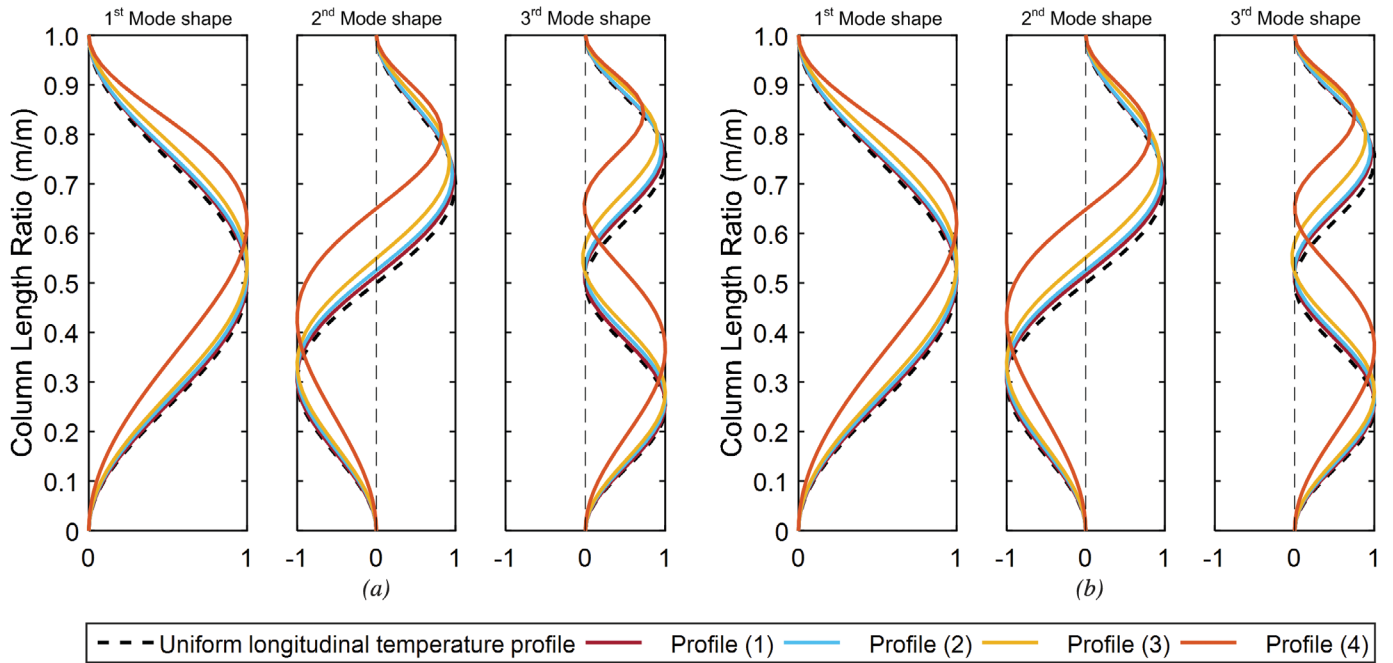 1st Mode shape 2nd Mode shape 3rd Mode shape 1st Mode shape 2nd Mode shape 3rd Mode shape
1.0 1.0
0.9 0.9
0.8 0.8
0.7 0.7
0.6 0.6
0.5 0.5
0.4 0.4
0.3 0.3
0.2 0.2
0.1 0.1
0 0
Column Length Ratio (m/m) Column Length Ratio (m/m)
0 1 -1 0 1 0 1 0 1 -1 0 1 0 1
(a) (b)
Uniform longitudinal temperature profile Profile (1) Profile (2) Profile (3) Profile (4)